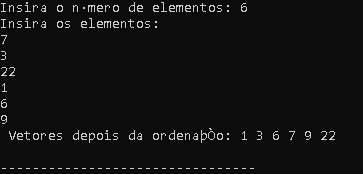 Insira o n·mero de elementos: 6
Insira os elementos:
7
3
22
1
6
9
 Vetores depois da ordenaþÒo: 1 3 6 7 9 22
--------------------------------